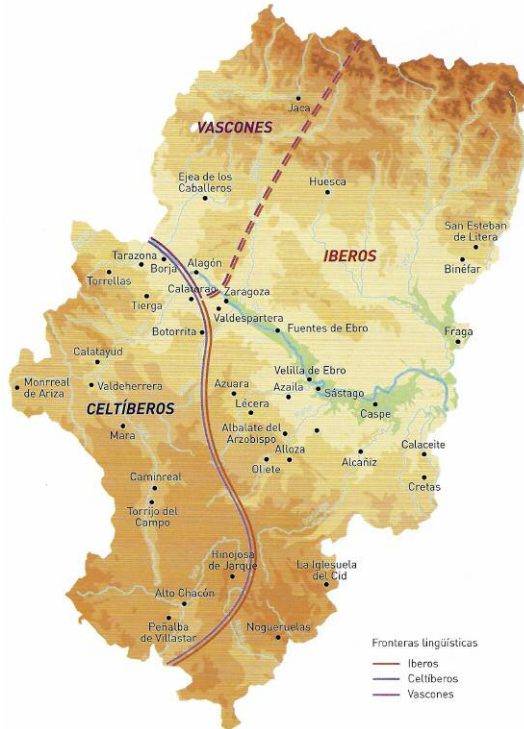 Jaca
VASCONES
Ejea de los
Caballeros
Huesca
San Esteban
de Litera
IBEROS
Binéfar
Tarazona
Borja
Alagón
Torrellas
Calatorao
Zaragoza
Tierga
Valdespartera
Botorrita
Fuentes de Ebro
Fraga
Calatayud
Velilla de Ebro
Monrreal
de Ariza
Valdeherrera
Azuara
Azaila
Sástago
Lécera
CELTÍBEROS
Caspe
Mara
Albalate del
Arzobispo
Alloza
Oliete
Alcañiz
Calaceite
Cretas
Caminreal
Torrijo del
Campo
Hinojosa
de Jarque
La Iglesuela
del Cid
Alto Chacón
Peñalba
de Villastar
Nogueruelas
Fronteras lingüísticas
Iberos
Celtíberos
Vascones